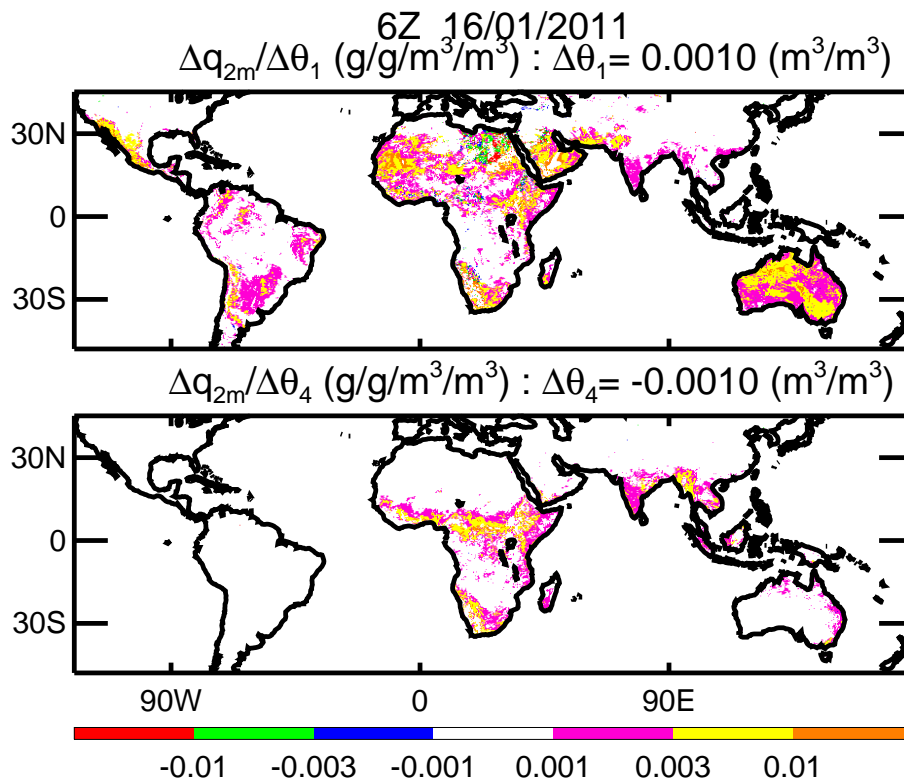 6Z 16/01/2011
Δq2m/Δθ1 (g/g/m³/m³) : Δθ1= 0.0010 (m³/m³)
30N
0
30S
Δq2m/Δθ4 (g/g/m³/m³) : Δθ4= -0.0010 (m³/m³)
30N
0
30S
90W 0 90E
-0.01 -0.003 -0.001 0.001 0.003 0.01